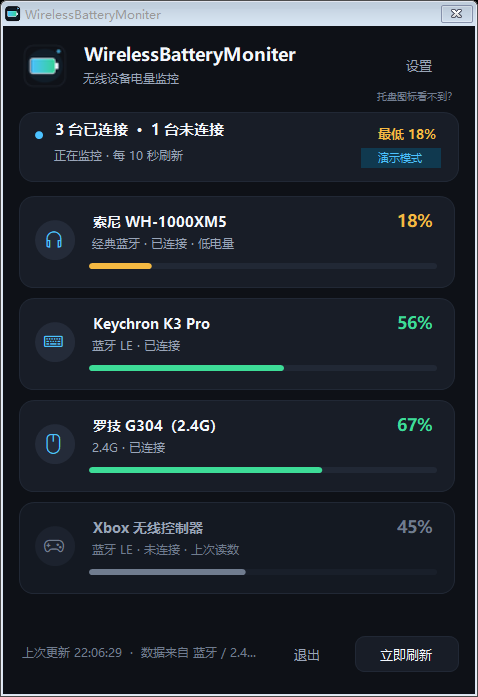 WirelessBatteryMoniter
WirelessBatteryMoniter
无线设备电量监控
设置
托盘图标看不到?
3 台已连接 • 1 台未连接
最低 18%
正在监控 · 每 10 秒刷新
演示模式
索尼 WH-1000XM5
18%
经典蓝牙 · 已连接 · 低电量
Keychron K3 Pro
56%
蓝牙 LE · 已连接
罗技 G304（2.4G）
67%
2.4G · 已连接
Xbox 无线控制器
45%
蓝牙 LE · 未连接 · 上次读数
上次更新 22:06:29 · 数据来自 蓝牙 / 2.4...
退出
立即刷新